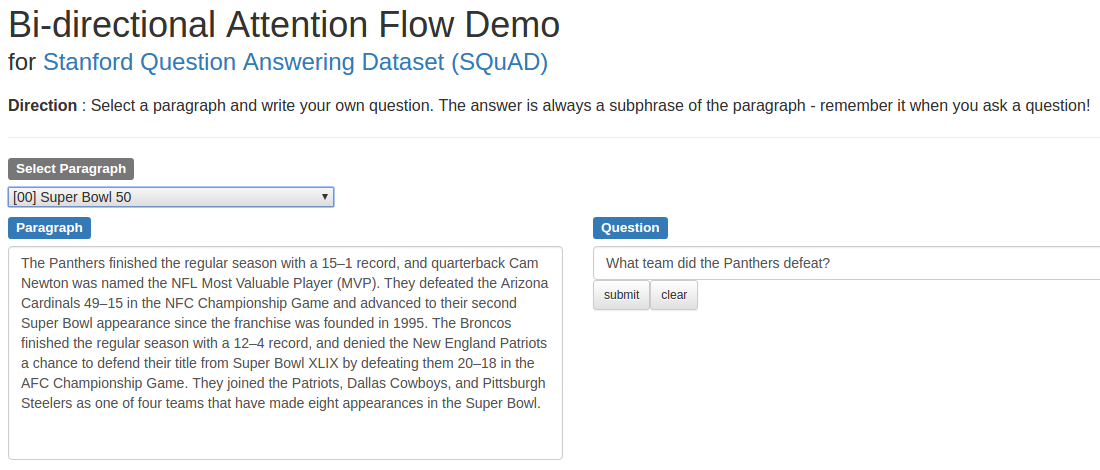 Bi-directional Attention Flow Demo
for Stanford Question Answering Dataset (SQuAD)
Direction : Select a paragraph and write your own question. The answer is always a subphrase of the paragraph - remember it when you ask a question!
Select Paragraph
[00] Super Bowl 50
Paragraph
The Panthers finished the regular season with a 15–1 record, and quarterback Cam
Newton was named the NFL Most Valuable Player (MVP). They defeated the Arizona
Cardinals 49–15 in the NFC Championship Game and advanced to their second
Super Bowl appearance since the franchise was founded in 1995. The Broncos
finished the regular season with a 12–4 record, and denied the New England Patriots
a chance to defend their title from Super Bowl XLIX by defeating them 20–18 in the
AFC Championship Game. They joined the Patriots, Dallas Cowboys, and Pittsburgh
Steelers as one of four teams that have made eight appearances in the Super Bowl.
Question
What team did the Panthers defeat?
submit clear